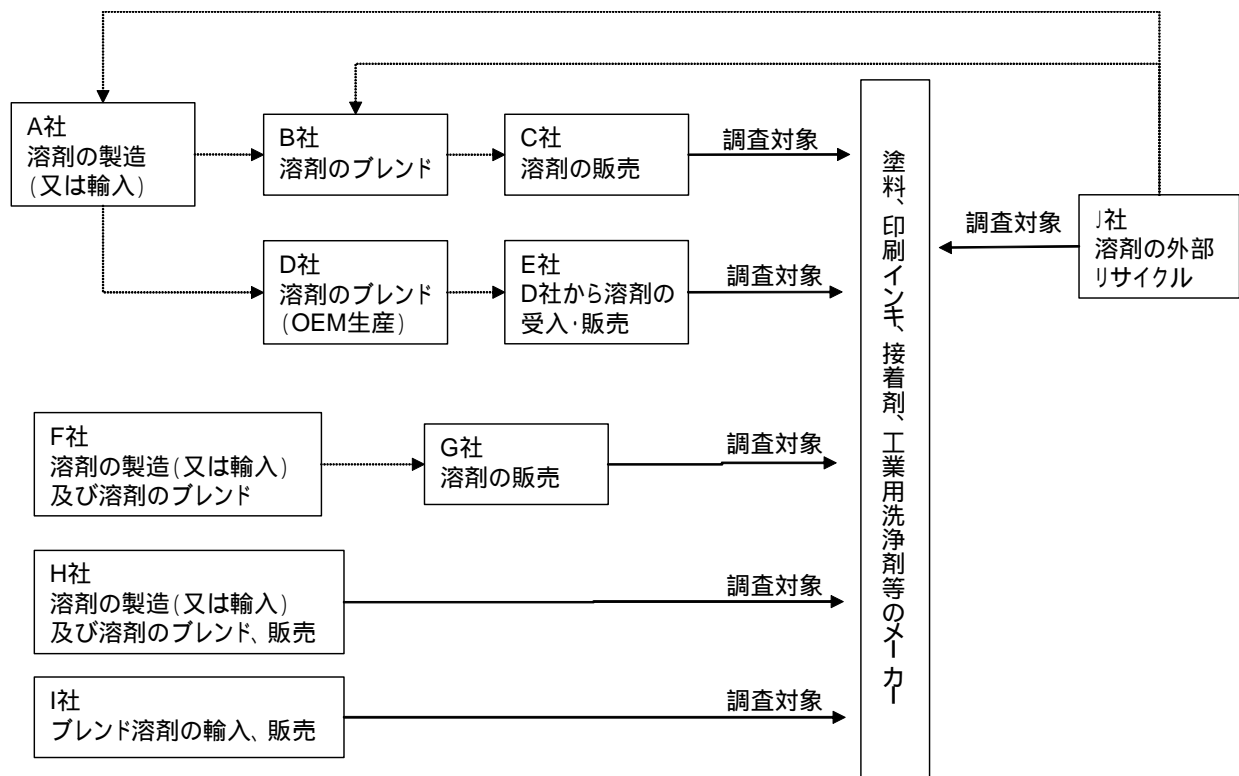 A社
溶剤の製造
(又は輸入)
B社
溶剤のブレンド
C社
溶剤の販売
調査対象
D社
溶剤のブレンド
(OEM生産)
E社
D社から溶剤の
受入・販売
調査対象
F社
溶剤の製造(又は輸入)
及び溶剤のブレンド
G社
溶剤の販売
調査対象
H社
溶剤の製造(又は輸入)
及び溶剤のブレンド、販売
調査対象
I社
ブレンド溶剤の輸入、販売
調査対象
塗料、印刷インキ、接着剤、工業用洗浄剤等のメーカー
調査対象
J社
溶剤の外部
リサイクル